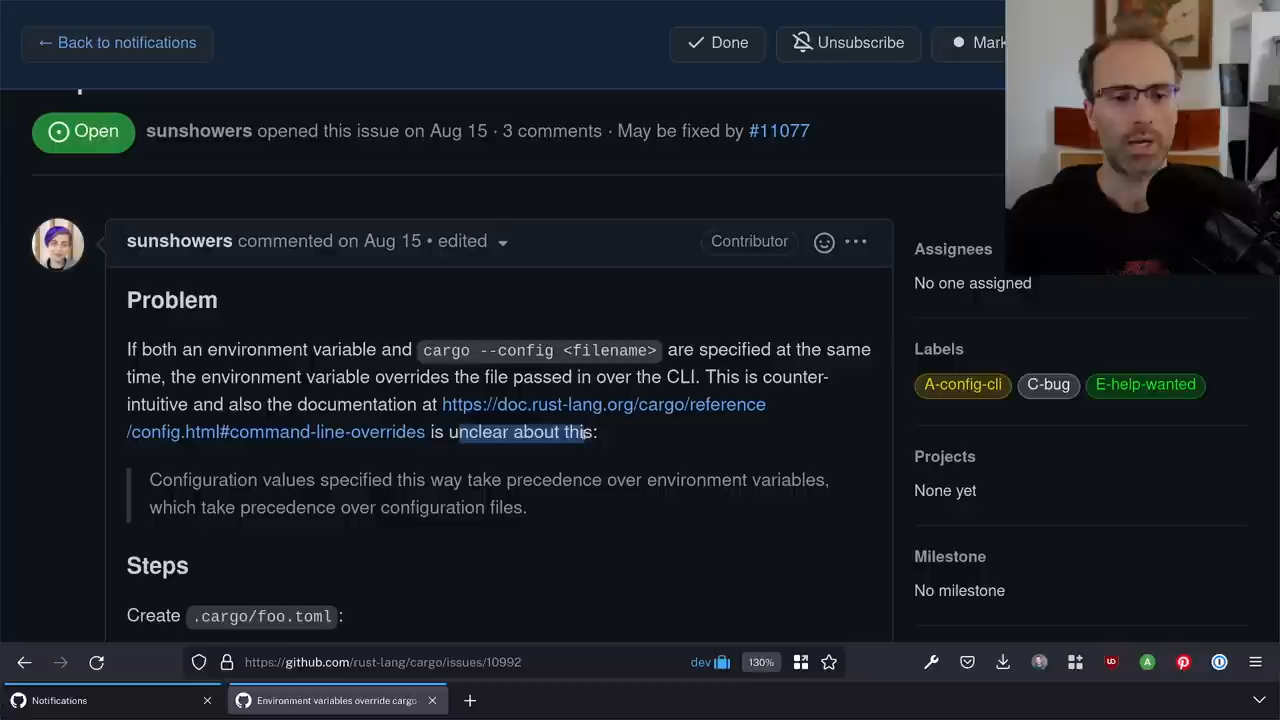 ← Back to notifications
Done
Unsubscribe
Mark
Open
sunshowers opened this issue on Aug 15 · 3 comments · May be fixed by #11077
sunshowers commented on Aug 15 • edited
Contributor
Problem
If both an environment variable and cargo --config <filename> are specified at the same
time, the environment variable overrides the file passed in over the CLI. This is counter-
intuitive and also the documentation at https://doc.rust-lang.org/cargo/reference
/config.html#command-line-overrides is unclear about this:
Configuration values specified this way take precedence over environment variables,
which take precedence over configuration files.
Steps
Create .cargo/foo.toml:
Assignees
No one assigned
Labels
A-config-cli C-bug E-help-wanted
Projects
None yet
Milestone
No milestone
https://github.com/rust-lang/cargo/issues/10992
dev
130%
Notifications
Environment variables override cargo